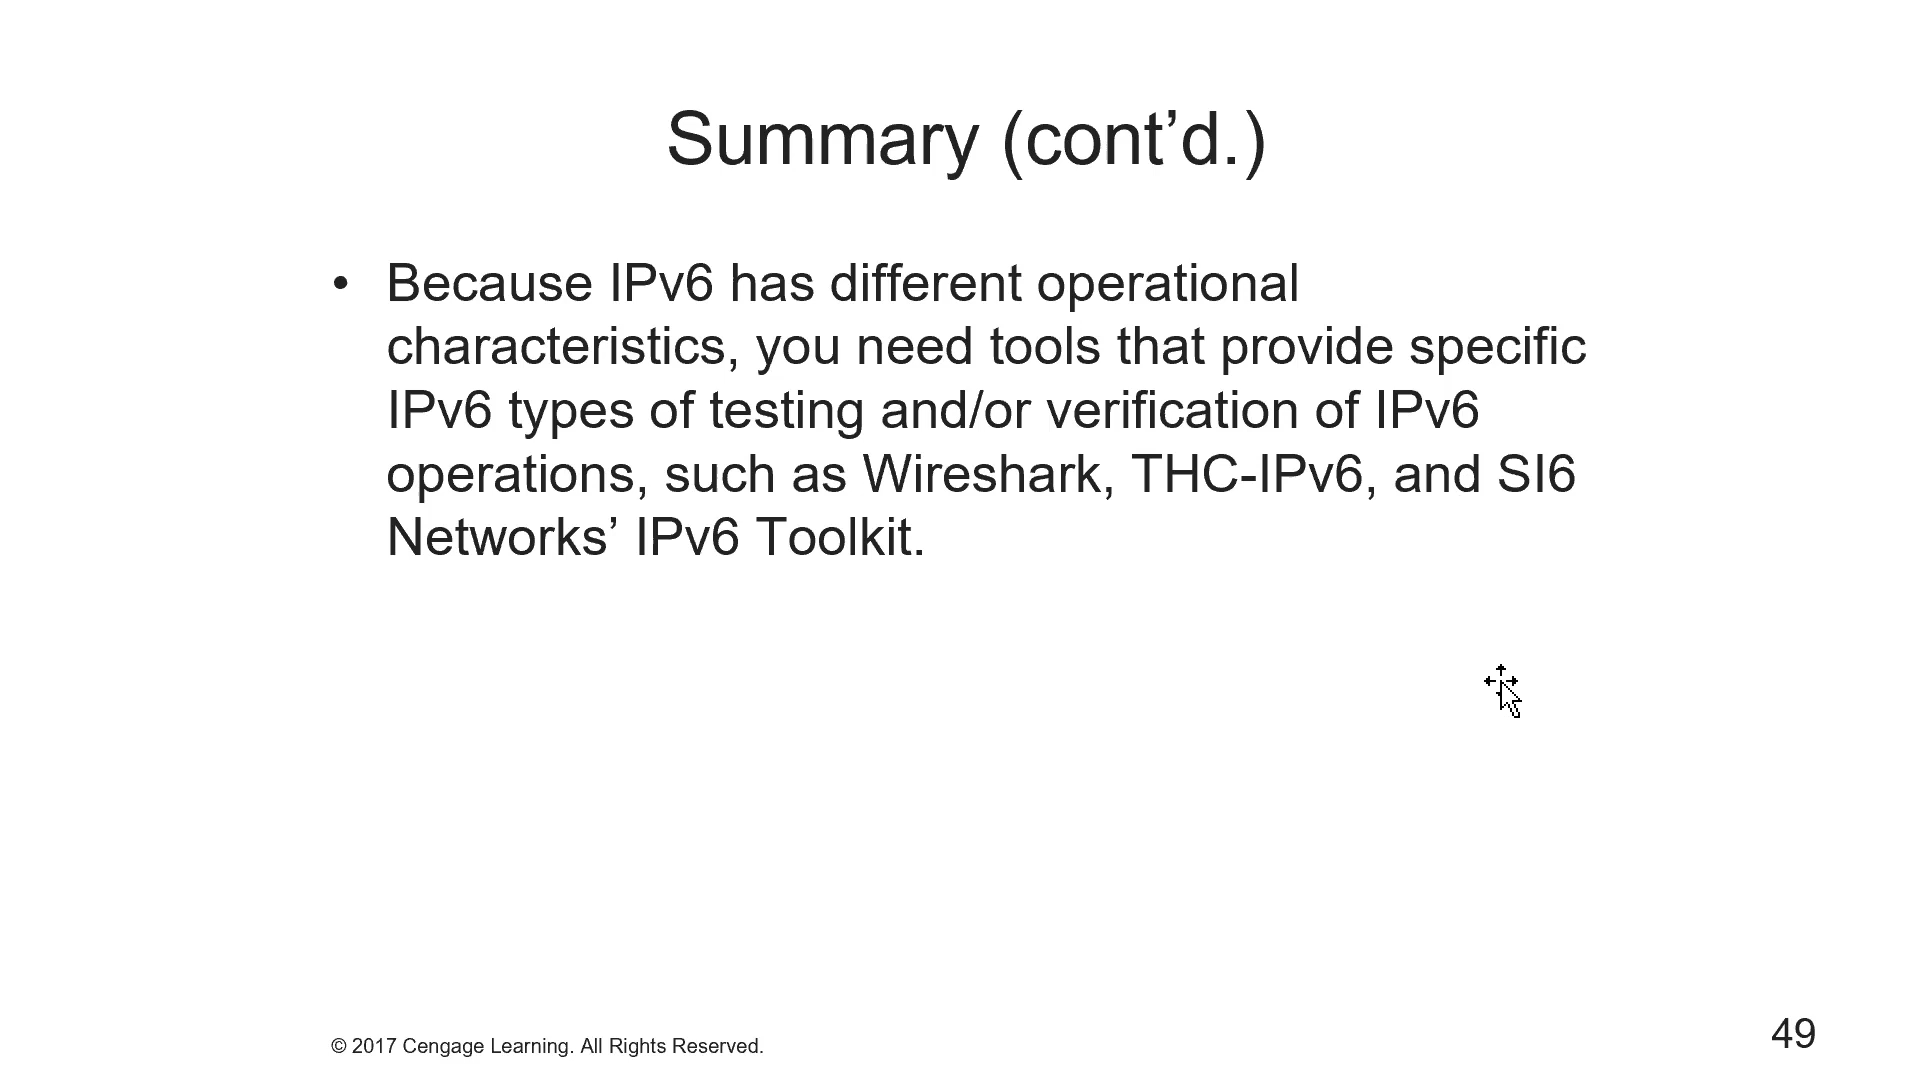 Summary (cont’d.)
• Because IPv6 has different operational
characteristics, you need tools that provide specific
IPv6 types of testing and/or verification of IPv6
operations, such as Wireshark, THC-IPv6, and SI6
Networks’ IPv6 Toolkit.
© 2017 Cengage Learning. All Rights Reserved.
49